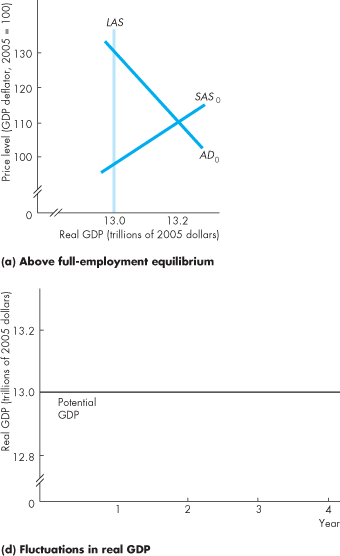 Price level (GDP deflator, 2005 = 100)
LAS
130
120
110
100
0
SAS0
AD0
13.0
13.2
Real GDP (trillions of 2005 dollars)
(a) Above full-employment equilibrium
Real GDP (trillions of 2005 dollars)
13.2
13.0
Potential
GDP
12.8
0
1
2
3
4
Year
(d) Fluctuations in real GDP